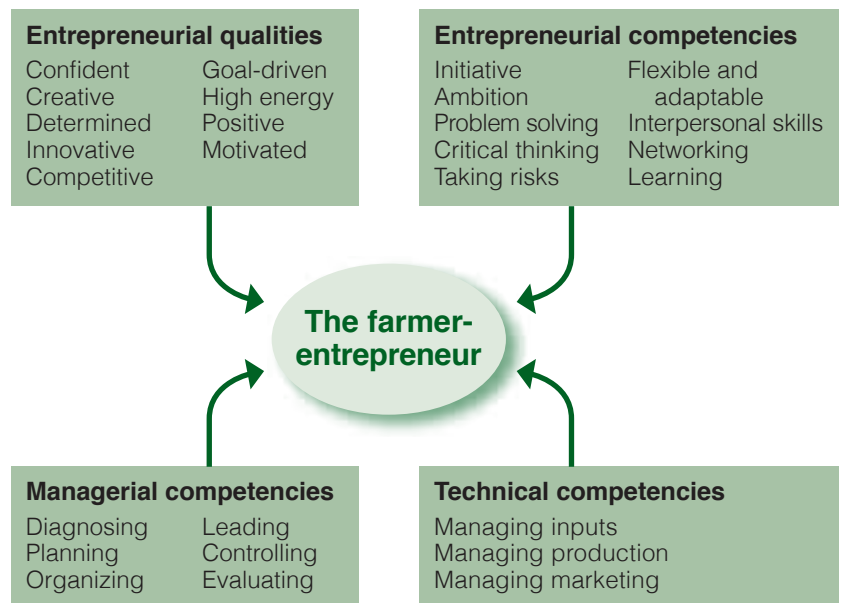 Entrepreneurial qualities
Confident
Creative
Determined
Innovative
Competitive
Goal-driven
High energy
Positive
Motivated
Entrepreneurial competencies
Initiative
Ambition
Problem solving
Critical thinking
Taking risks
Flexible and
adaptable
Interpersonal skills
Networking
Learning
The farmer-
entrepreneur
Managerial competencies
Diagnosing
Planning
Organizing
Leading
Controlling
Evaluating
Technical competencies
Managing inputs
Managing production
Managing marketing